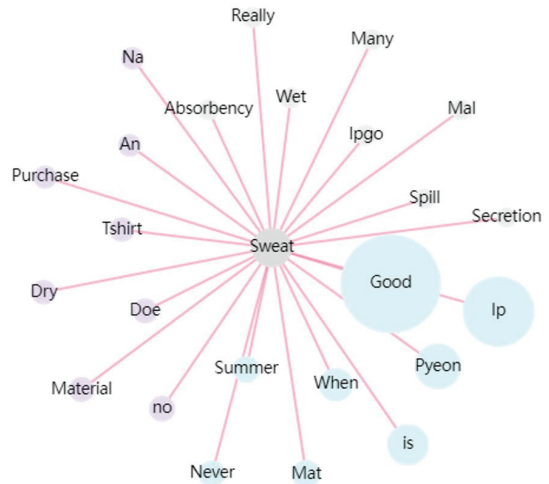 Really
Many
Na
Wet
Absorbency
Mal
Ipgo
An
Purchase
Spill
Secretion
Tshirt
Sweat
Good
Dry
Doe
Ip
Summer
Pyeon
Material
When
no
is
Never
Mat